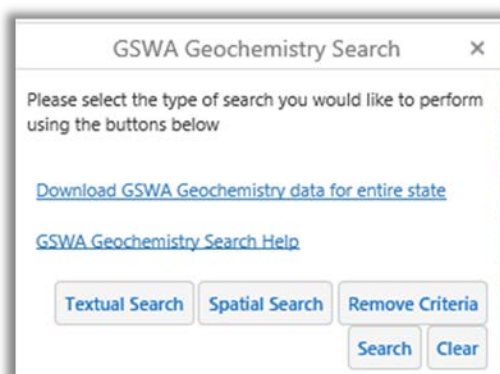 GSWA Geochemistry Search ×
Please select the type of search you would like to perform
using the buttons below
Download GSWA Geochemistry data for entire state
GSWA Geochemistry Search Help
Textual Search Spatial Search Remove Criteria
Search Clear